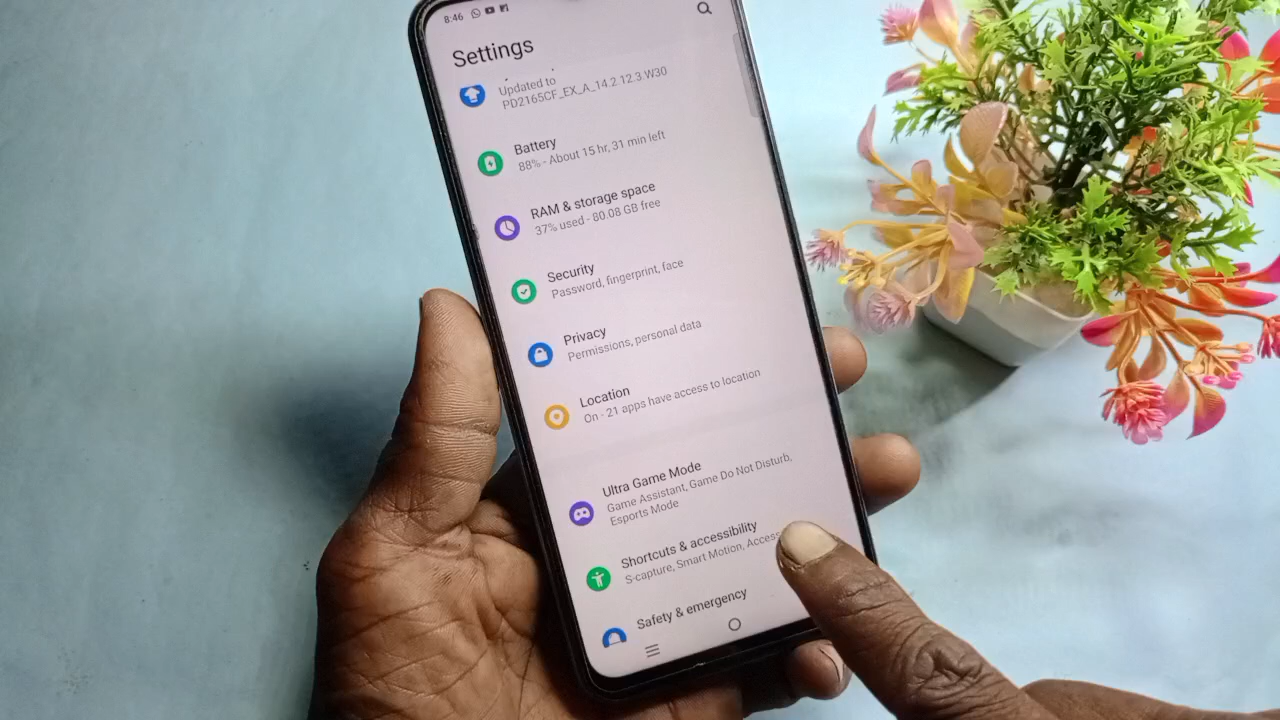 8:46
Settings
Updated to
PD2165CF_EX_A_14.2.12.3.W30
Battery
88% - About 15 hr, 31 min left
RAM & storage space
37% used - 80.08 GB free
Security
Password, fingerprint, face
Privacy
Permissions, personal data
Location
On - 21 apps have access to location
Ultra Game Mode
Game Assistant, Game Do Not Disturb,
Esports Mode
Shortcuts & accessibility
S-capture, Smart Motion,
Safety & emergency